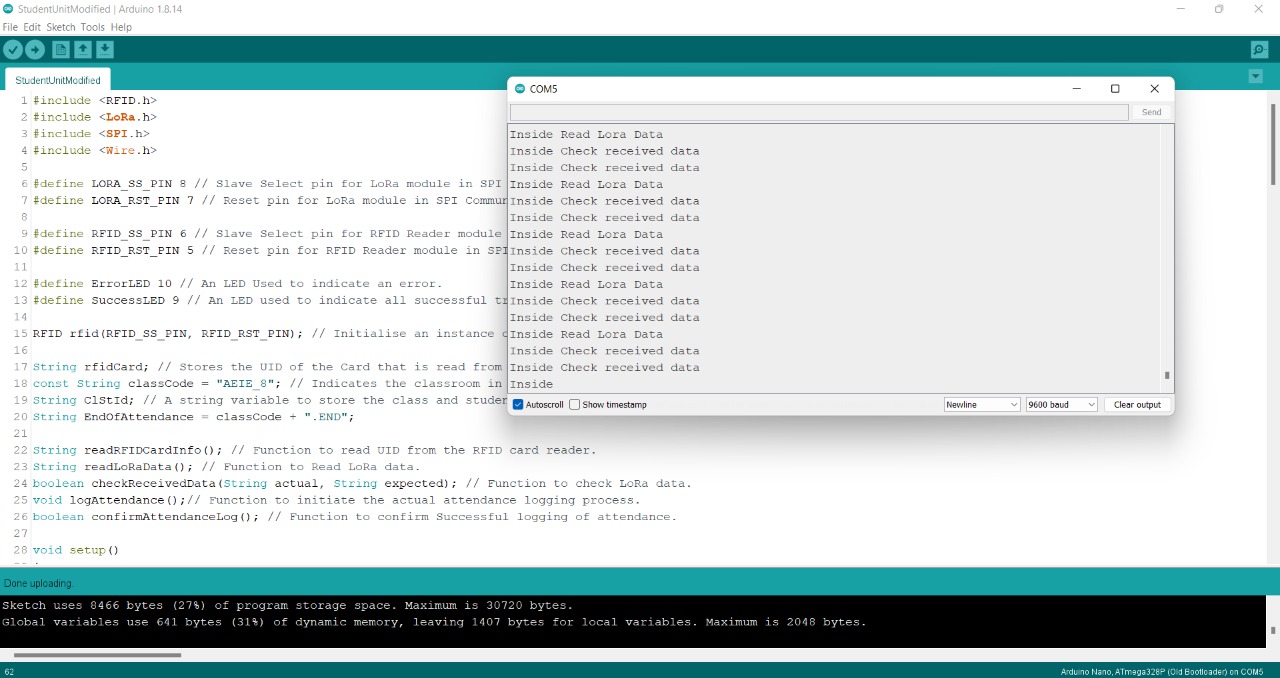 StudentUnitModified | Arduino 1.8.14
File Edit Sketch Tools Help
StudentUnitModified
1 #include <RFID.h>
2 #include <LoRa.h>
3 #include <SPI.h>
4 #include <Wire.h>
5
6 #define LORA_SS_PIN 8 // Slave Select pin for LoRa module in SPI
7 #define LORA_RST_PIN 7 // Reset pin for LoRa module in SPI Commun
8
9 #define RFID_SS_PIN 6 // Slave Select pin for RFID Reader module
10 #define RFID_RST_PIN 5 // Reset pin for RFID Reader module in SPI
11
12 #define ErrorLED 10 // An LED Used to indicate an error.
13 #define SuccessLED 9 // An LED used to indicate all successful tr
14
15 RFID rfid(RFID_SS_PIN, RFID_RST_PIN); // Initialise an instance
16
17 String rfidCard; // Stores the UID of the Card that is read from
18 const String classCode = "AEIE_8"; // Indicates the classroom in
19 String ClStId; // A string variable to store the class and studen
20 String EndOfAttendance = classCode + ".END";
21
22 String readRFIDCardInfo(); // Function to read UID from the RFID card reader.
23 String readLoRaData(); // Function to Read LoRa data.
24 boolean checkReceivedData(String actual, String expected); // Function to check LoRa data.
25 void logAttendance();// Function to initiate the actual attendance logging process.
26 boolean confirmAttendanceLog(); // Function to confirm Successful logging of attendance.
27
28 void setup()
COM5
Send
Inside Read Lora Data
Inside Check received data
Inside Check received data
Inside Read Lora Data
Inside Check received data
Inside Check received data
Inside Read Lora Data
Inside Check received data
Inside Check received data
Inside Read Lora Data
Inside Check received data
Inside Check received data
Inside Read Lora Data
Inside Check received data
Inside Check received data
Inside
Autoscroll Show timestamp Newline 9600 baud Clear output
Done uploading.
Sketch uses 8466 bytes (27%) of program storage space. Maximum is 30720 bytes.
Global variables use 641 bytes (31%) of dynamic memory, leaving 1407 bytes for local variables. Maximum is 2048 bytes.
62 Arduino Nano, ATmega328P (Old Bootloader) on COM5